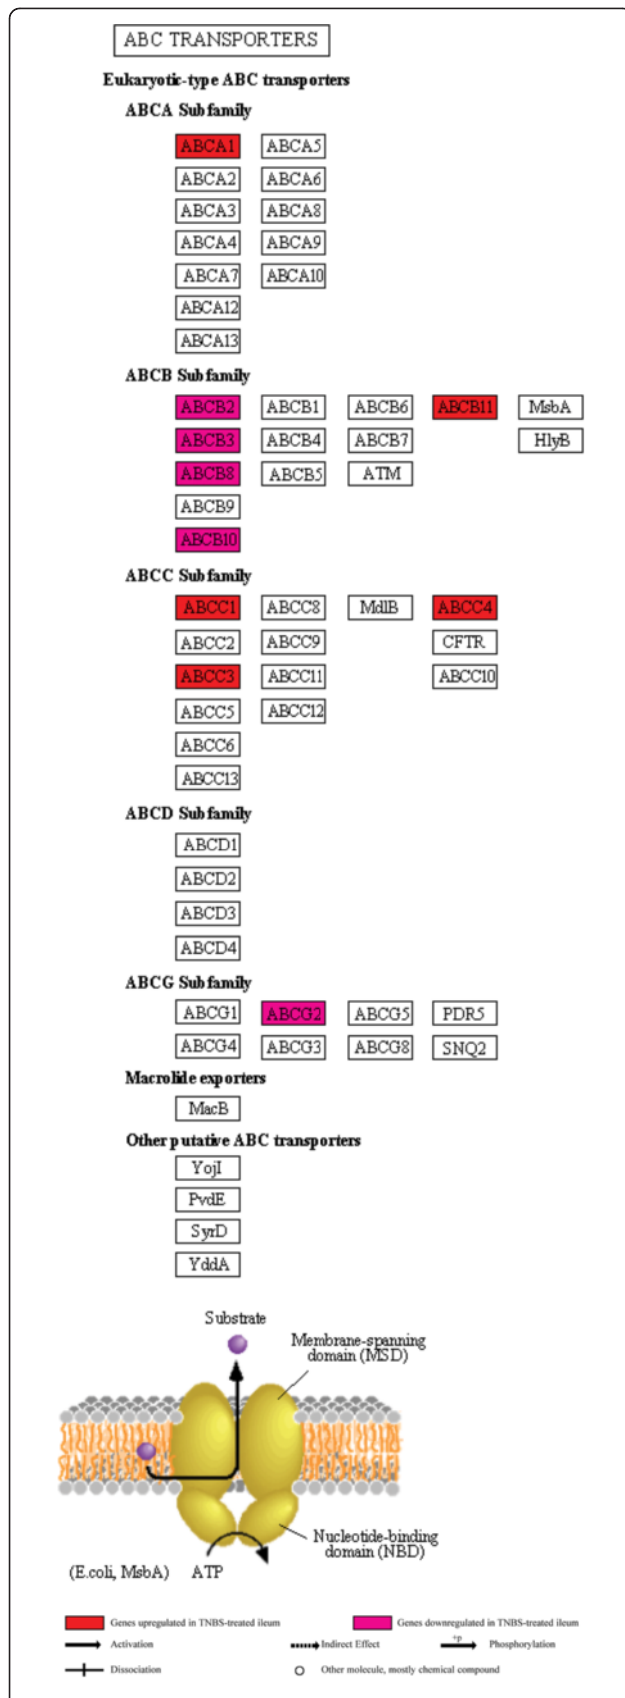 ABC TRANSPORTERS
Eukaryotic-type ABC transporters
ABCA Subfamily
ABCA1 ABCA5
ABCA2 ABCA6
ABCA3 ABCA8
ABCA4 ABCA9
ABCA7 ABCA10
ABCA12
ABCA13
ABCB Subfamily
ABCB2 ABCB1 ABCB6 ABCB11 MsbA
ABCB3 ABCB4 ABCB7 HlyB
ABCB8 ABCB5 ATM
ABCB9
ABCB10
ABCC Subfamily
ABCC1 ABCC8 MdlB ABCC4
ABCC2 ABCC9 CFTR
ABCC3 ABCC11 ABCC10
ABCC5 ABCC12
ABCC6
ABCC13
ABCD Subfamily
ABCD1
ABCD2
ABCD3
ABCD4
ABCG Subfamily
ABCG1 ABCG2 ABCG5 PDR5
ABCG4 ABCG3 ABCG8 SNQ2
Macrolide exporters
MacB
Other putative ABC transporters
YojI
PvdE
SyrD
YddA
Substrate
Membrane-spanning
domain (MSD)
Nucleotide-binding
domain (NBD)
(E.coli, MsbA) ATP
Genes upregulated in TNBS-treated ileum Genes downregulated in TNBS-treated ileum
Activation Indirect Effect +p Phosphorylation
Dissociation Other molecule, mostly chemical compound